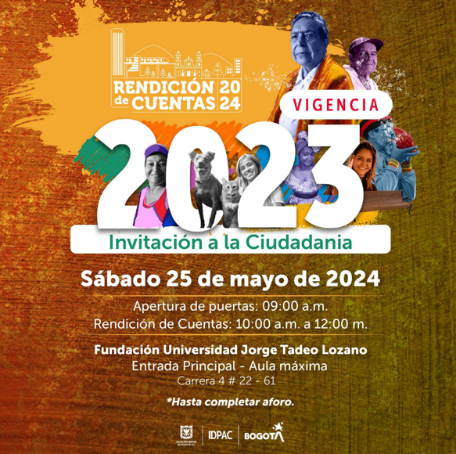 RENDICIÓN 20
de CUENTAS 24
VIGENCIA
2023
Invitación a la Ciudadania
Sábado 25 de mayo de 2024
Apertura de puertas: 09:00 a.m.
Rendición de Cuentas: 10:00 a.m. a 12:00 m.
Fundación Universidad Jorge Tadeo Lozano
Entrada Principal - Aula máxima
Carrera 4 # 22 - 61
*Hasta completar aforo.
IDPAC
BOGOTÁ